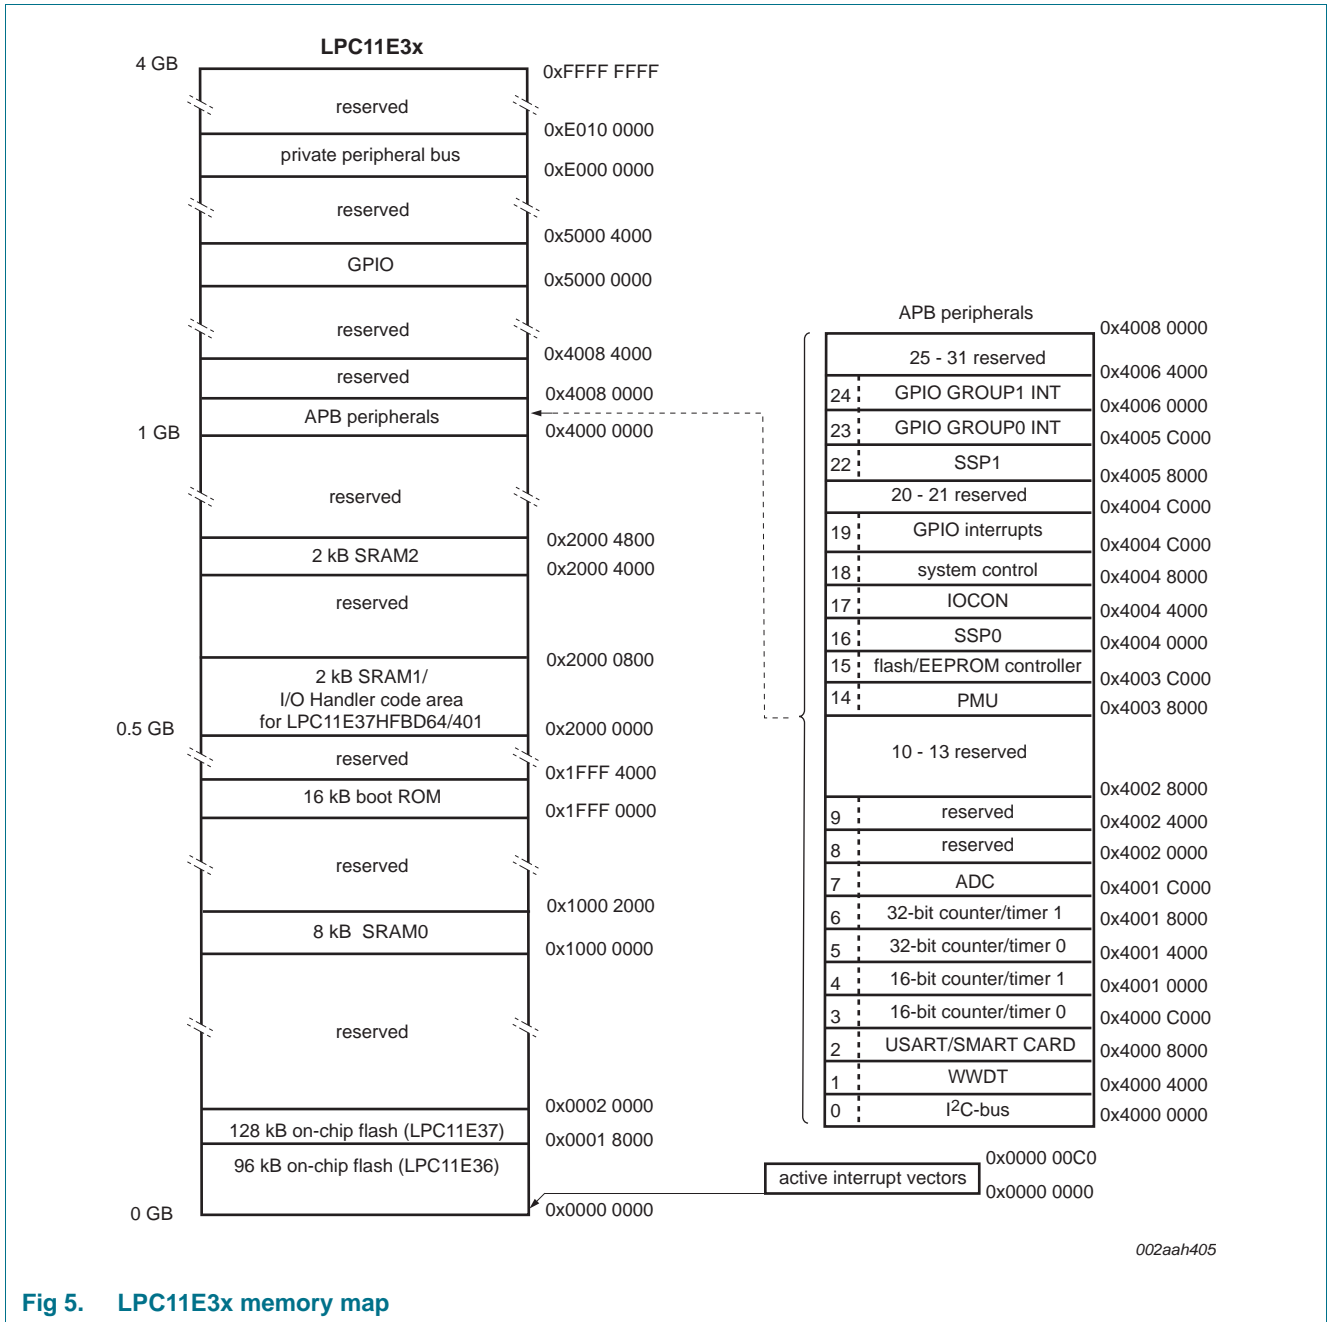 LPC11E3x
4 GB
0xFFFF FFFF
reserved
0xE010 0000
private peripheral bus
0xE000 0000
reserved
0x5000 4000
GPIO
0x5000 0000
reserved
0x4008 4000
reserved
0x4008 0000
APB peripherals
1 GB
0x4000 0000
reserved
0x2000 4800
2 kB SRAM2
0x2000 4000
reserved
0x2000 0800
2 kB SRAM1/
I/O Handler code area
for LPC11E37HFBD64/401
0.5 GB
0x2000 0000
reserved
0x1FFF 4000
16 kB boot ROM
0x1FFF 0000
reserved
0x1000 2000
8 kB SRAM0
0x1000 0000
reserved
0x0002 0000
128 kB on-chip flash (LPC11E37)
0x0001 8000
96 kB on-chip flash (LPC11E36)
0 GB
0x0000 0000
APB peripherals
0x4008 0000
25 - 31 reserved
0x4006 4000
24 GPIO GROUP1 INT
0x4006 0000
23 GPIO GROUP0 INT
0x4005 C000
22 SSP1
0x4005 8000
20 - 21 reserved
0x4004 C000
19 GPIO interrupts
0x4004 C000
18 system control
0x4004 8000
17 IOCON
0x4004 4000
16 SSP0
0x4004 0000
15 flash/EEPROM controller
0x4003 C000
14 PMU
0x4003 8000
10 - 13 reserved
0x4002 8000
9 reserved
0x4002 4000
8 reserved
0x4002 0000
7 ADC
0x4001 C000
6 32-bit counter/timer 1
0x4001 8000
5 32-bit counter/timer 0
0x4001 4000
4 16-bit counter/timer 1
0x4001 0000
3 16-bit counter/timer 0
0x4000 C000
2 USART/SMART CARD
0x4000 8000
1 WWDT
0x4000 4000
0 I2C-bus
0x4000 0000
0x0000 00C0
active interrupt vectors
0x0000 0000
002aah405
Fig 5. LPC11E3x memory map